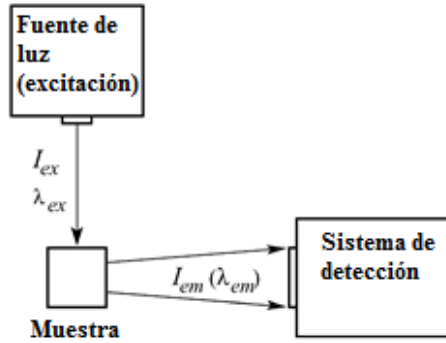 Fuente de
luz
(excitación)
I_ex
λ_ex
I_em (λ_em)
Sistema de
detección
Muestra